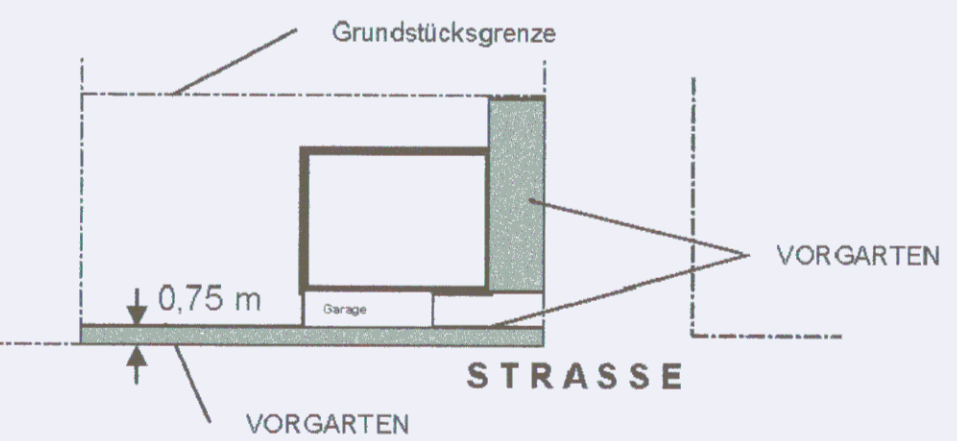 Grundstücksgrenze
VORGARTEN
0,75 m
Garage
STRASSE
VORGARTEN